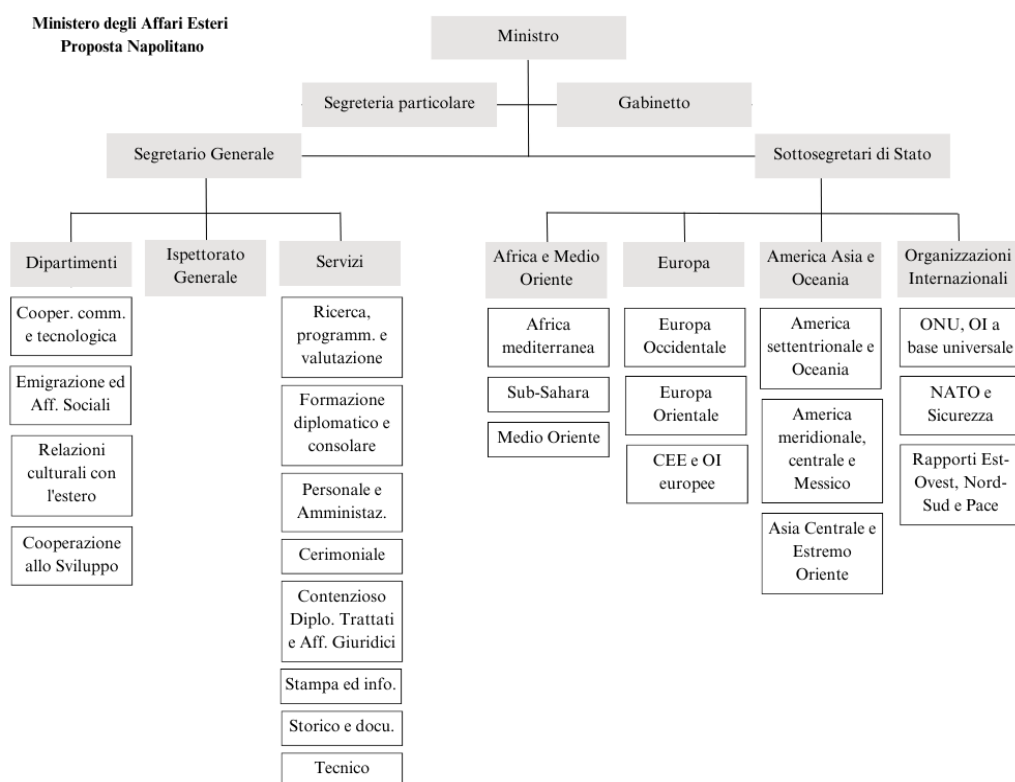 Ministero degli Affari Esteri
Proposta Napolitano
Ministro
Segreteria particolare
Gabinetto
Segretario Generale
Sottosegretari di Stato
Dipartimenti
Cooper. comm.
e tecnologica
Emigrazione ed
Aff. Sociali
Relazioni
culturali con
l'estero
Cooperazione
allo Sviluppo
Ispettorato
Generale
Servizi
Ricerca,
programm. e
valutazione
Formazione
diplomatico e
consolare
Personale e
Amministaz.
Cerimoniale
Contenzioso
Diplo. Trattati
e Aff. Giuridici
Stampa ed info.
Storico e docu.
Tecnico
Africa e Medio
Oriente
Africa
mediterranea
Sub-Sahara
Medio Oriente
Europa
Europa
Occidentale
Europa
Orientale
CEE e OI
europee
America Asia e
Oceania
America
settentrionale e
Oceania
America
meridionale,
centrale e
Messico
Asia Centrale e
Estremo
Oriente
Organizzazioni
Internazionali
ONU, OI a
base universale
NATO e
Sicurezza
Rapporti Est-
Ovest, Nord-
Sud e Pace